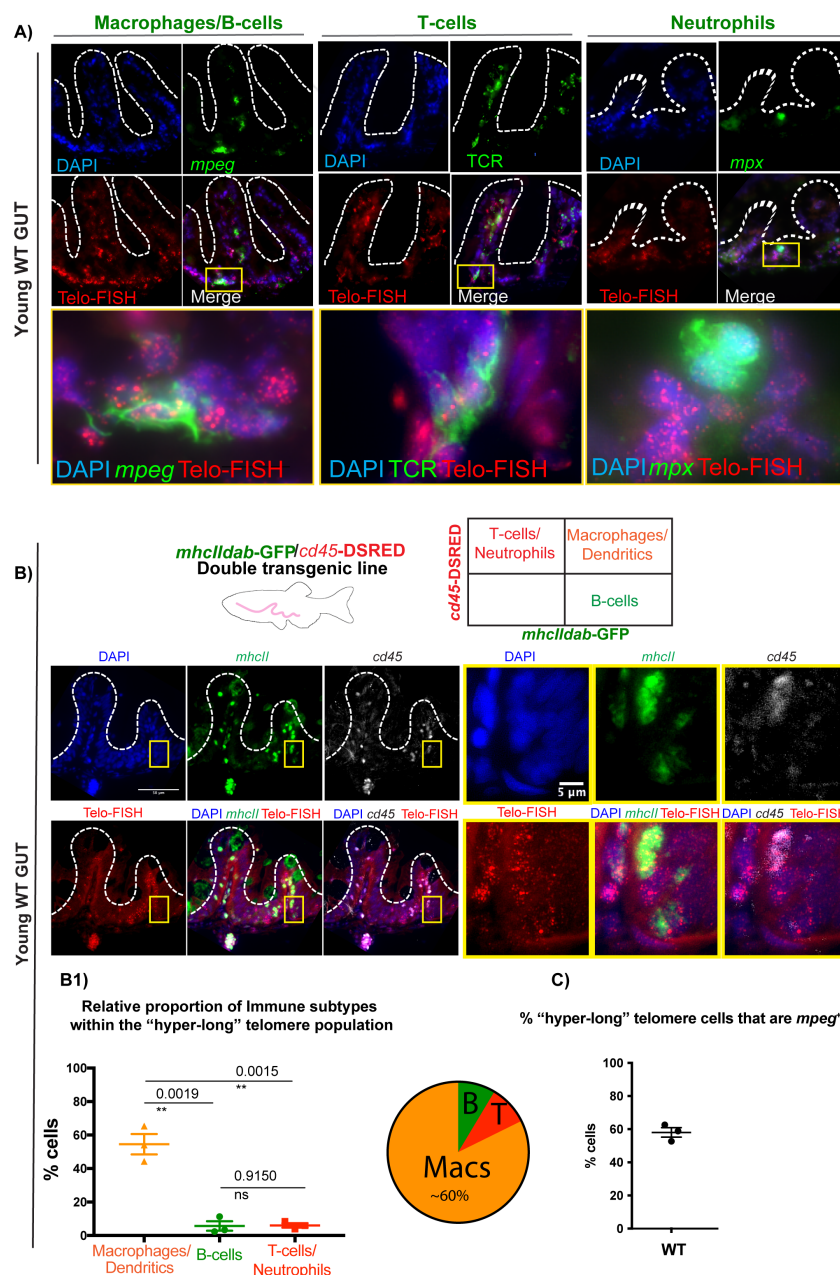 A)
Macrophages/B-cells
T-cells
Neutrophils
Young WT GUT
DAPI
mpeg
DAPI
TCR
DAPI
mpx
Telo-FISH
Merge
Telo-FISH
Merge
Telo-FISH
Merge
DAPI mpeg Telo-FISH
DAPI TCR Telo-FISH
DAPI mpx Telo-FISH
B)
mhcIIdab-GFP/cd45-DSRED
Double transgenic line
cd45-DSRED
T-cells/
Neutrophils
Macrophages/
Dendritics
B-cells
mhcIIdab-GFP
Young WT GUT
DAPI
mhcII
cd45
DAPI
mhcII
cd45
5 µm
Telo-FISH
DAPI mhcII Telo-FISH
DAPI cd45 Telo-FISH
Telo-FISH
DAPI mhcII Telo-FISH
DAPI cd45 Telo-FISH
B1)
Relative proportion of Immune subtypes
within the “hyper-long” telomere population
% cells
100
80
60
40
20
0
0.0015
**
0.0019
**
0.9150
ns
Macrophages/
Dendritics
B-cells
T-cells/
Neutrophils
B
T
Macs
~60%
C)
% “hyper-long” telomere cells that are mpeg+
% cells
100
80
60
40
20
0
WT